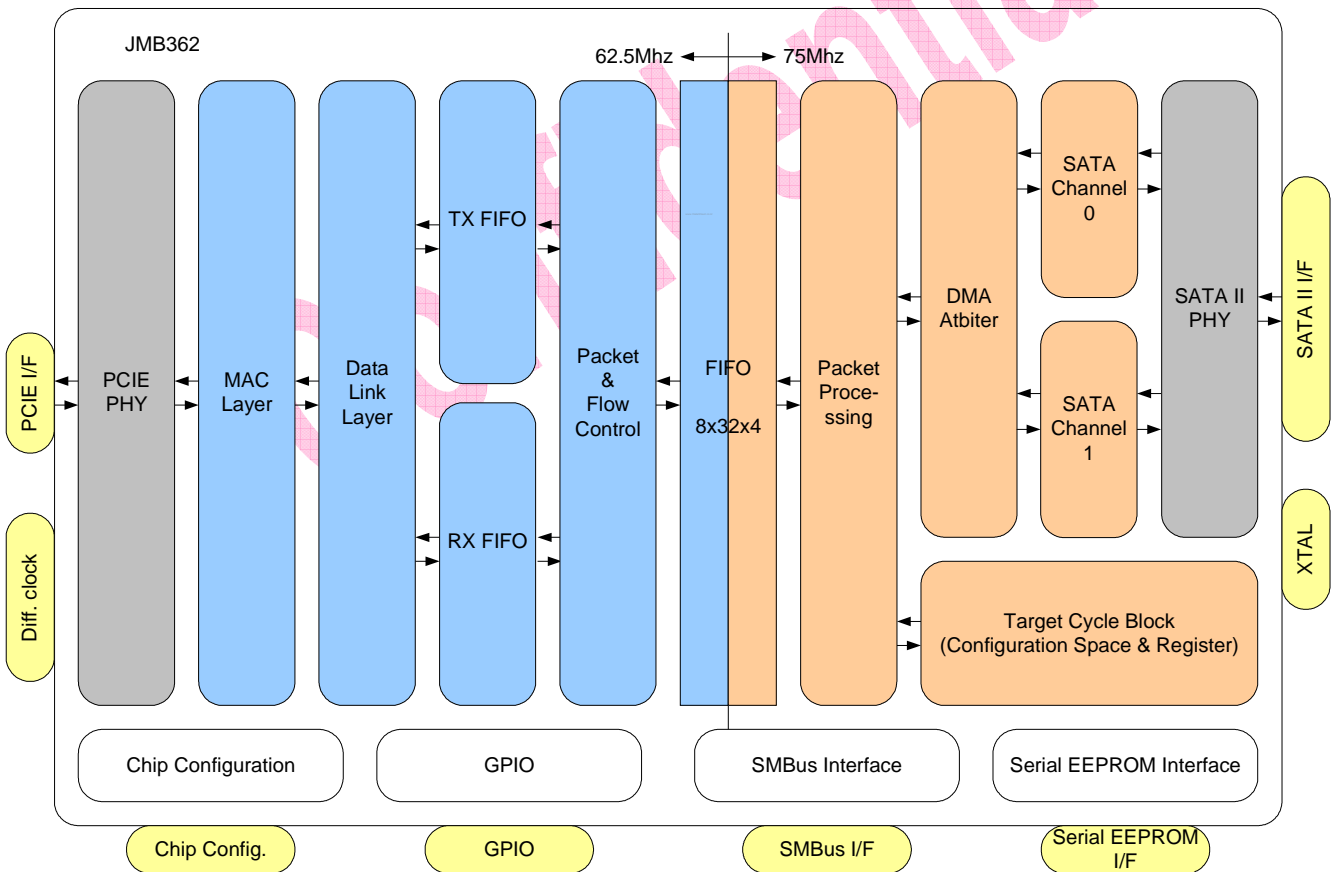 JMB362
62.5Mhz
75Mhz
PCIE I/F
Diff. clock
PCIE
PHY
MAC
Layer
Data
Link
Layer
TX FIFO
RX FIFO
Packet
&
Flow
Control
FIFO
8x32x4
Packet
Proce-
ssing
DMA
Atbiter
SATA
Channel
0
SATA
Channel
1
SATA II
PHY
SATA II I/F
XTAL
Target Cycle Block
(Configuration Space & Register)
Chip Configuration
GPIO
SMBus Interface
Serial EEPROM Interface
Chip Config.
GPIO
SMBus I/F
Serial EEPROM
I/F